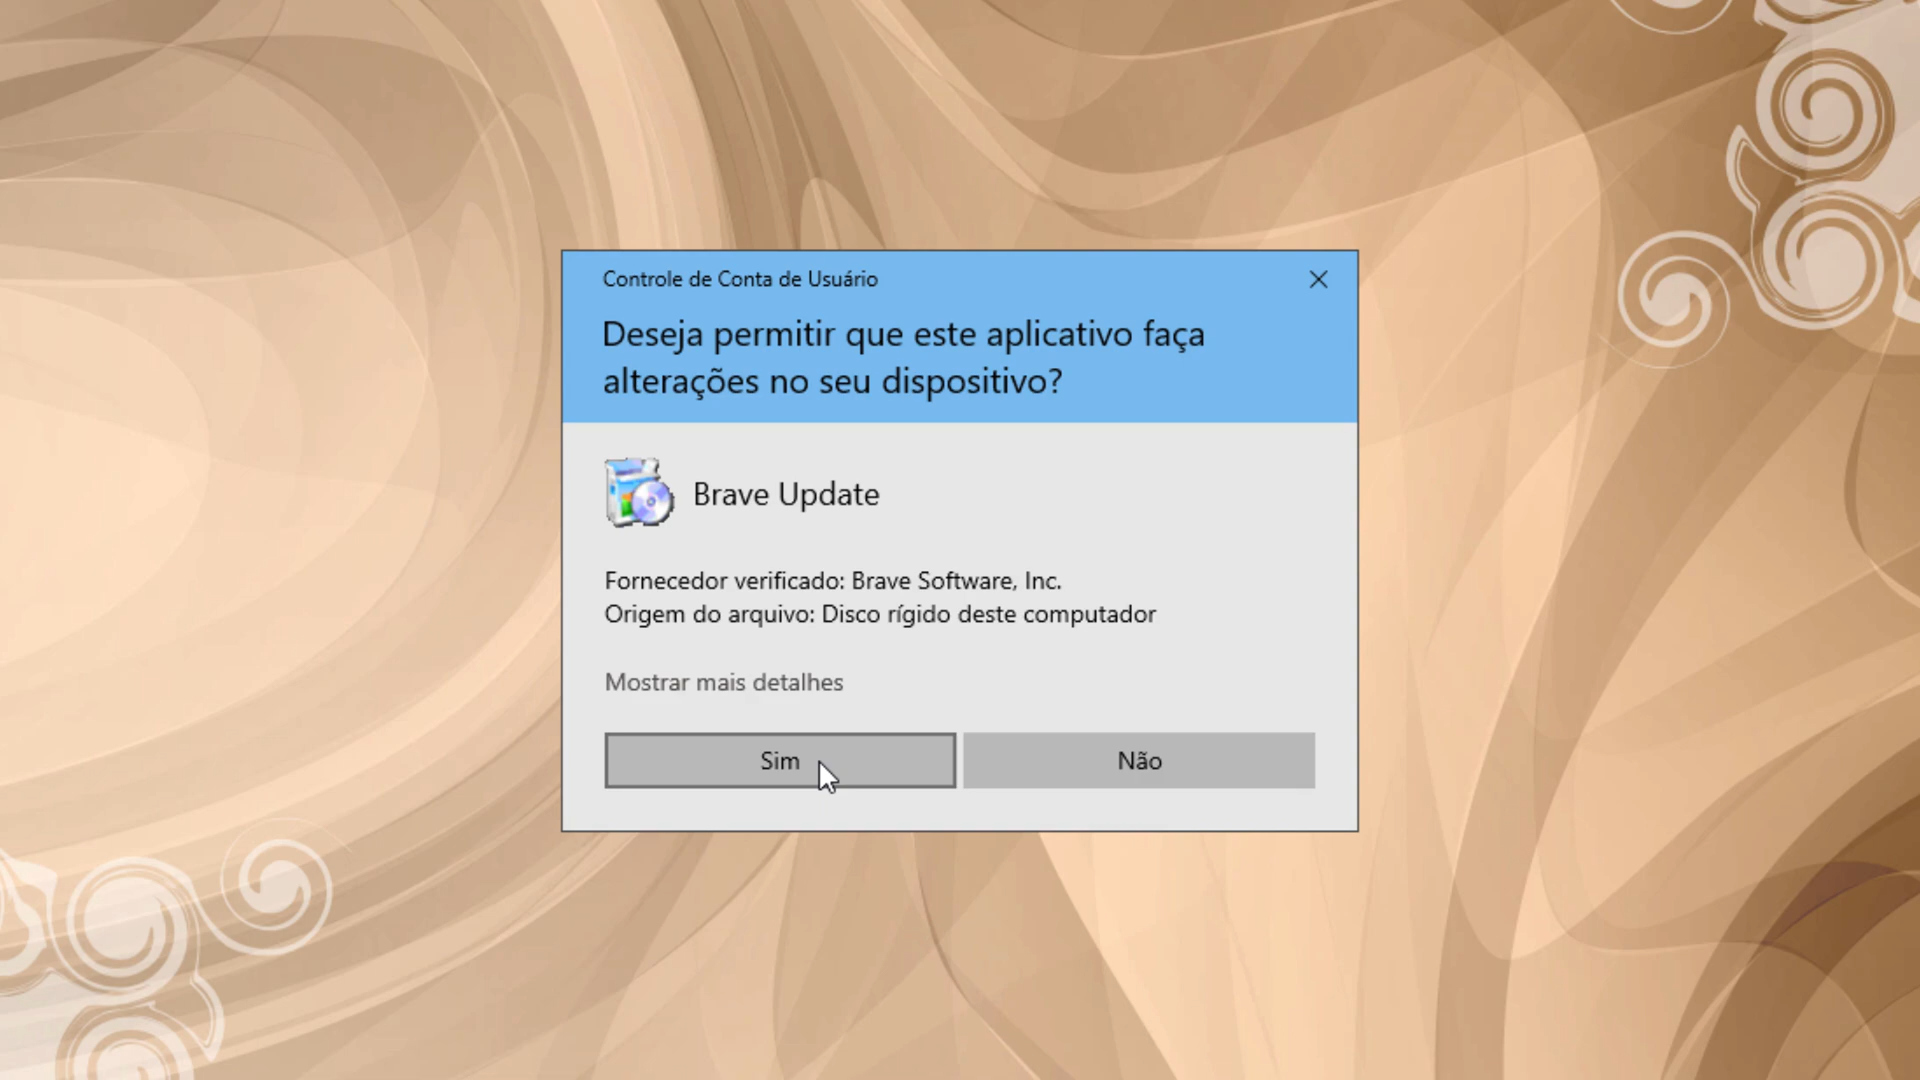 Controle de Conta de Usuário
Deseja permitir que este aplicativo faça
alterações no seu dispositivo?
Brave Update
Fornecedor verificado: Brave Software, Inc.
Origem do arquivo: Disco rígido deste computador
Mostrar mais detalhes
Sim
Não